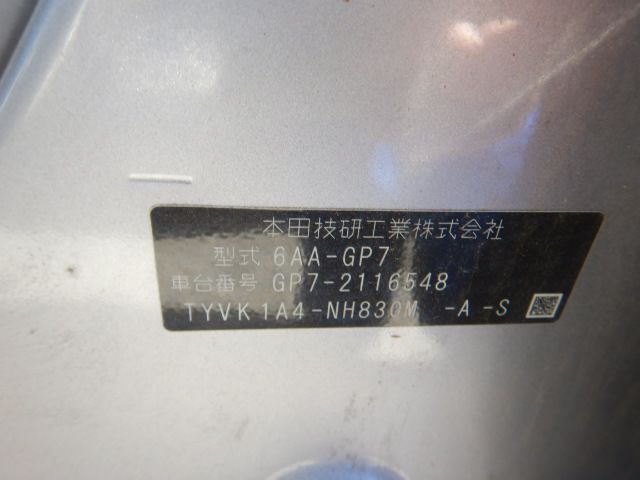 本田技研工業株式会社
型式 6AA-GP7
車台番号 GP7-2116548
TYVK1A4-NH830M -A -S